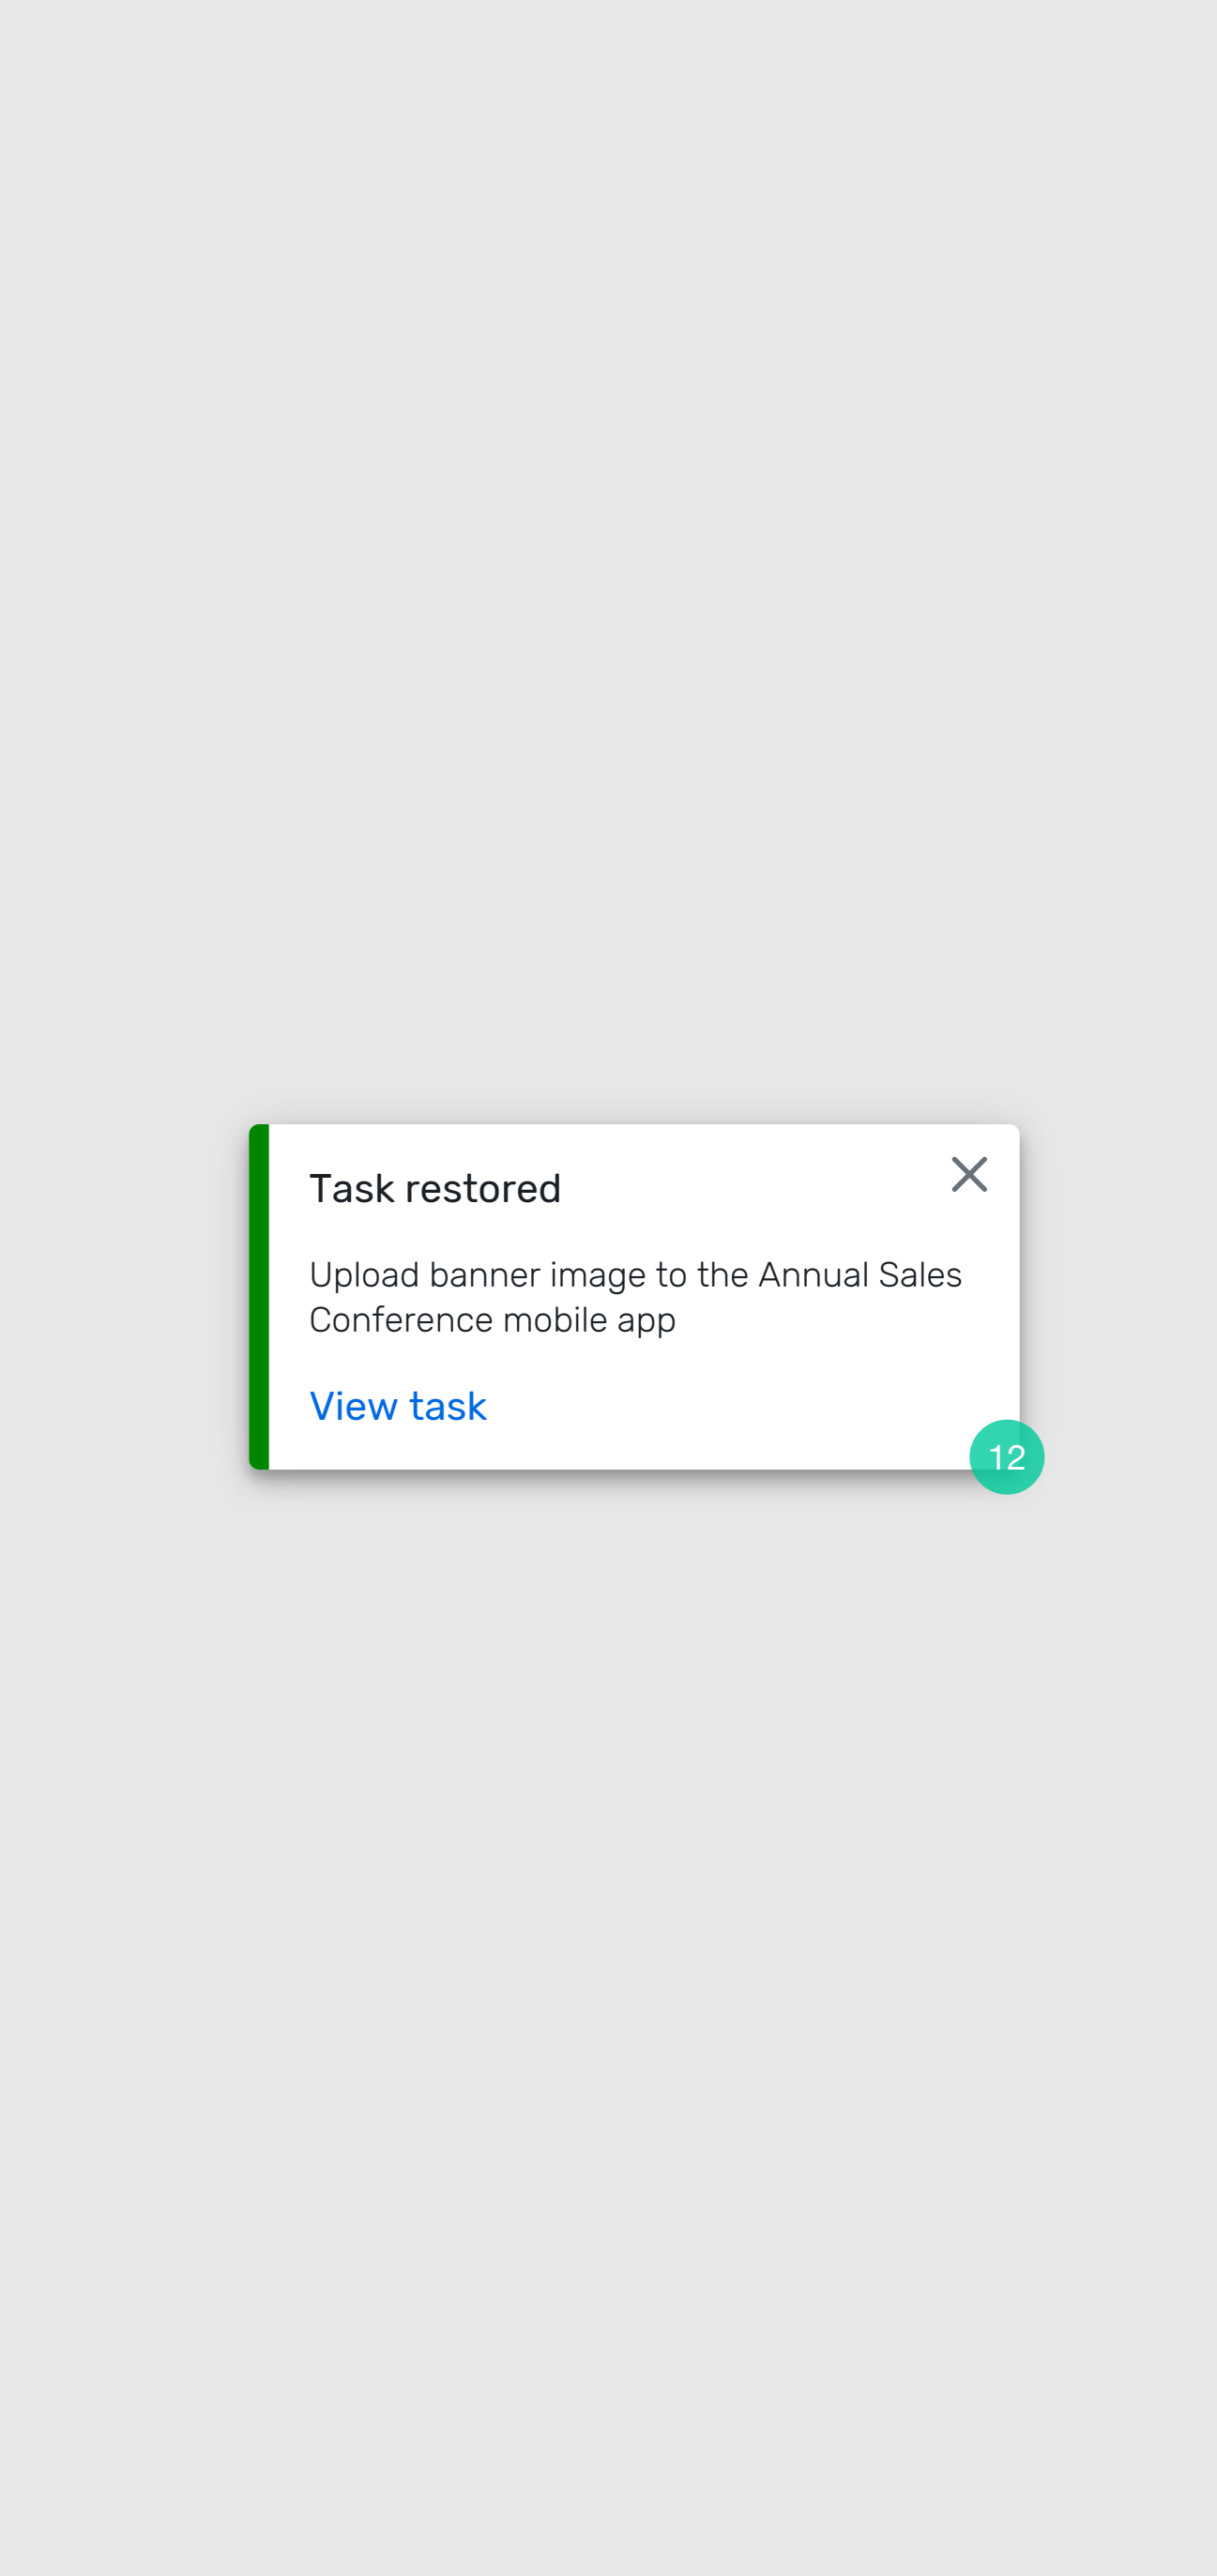 Task restored
Upload banner image to the Annual Sales
Conference mobile app
View task
12